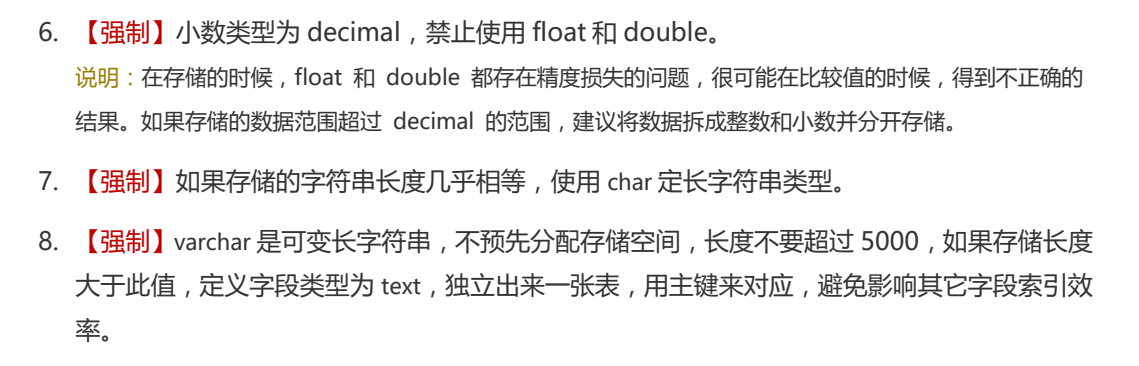 6. 【强制】小数类型为 decimal，禁止使用 float 和 double。
说明：在存储的时候，float 和 double 都存在精度损失的问题，很可能在比较值的时候，得到不正确的
结果。如果存储的数据范围超过 decimal 的范围，建议将数据拆成整数和小数并分开存储。
7. 【强制】如果存储的字符串长度几乎相等，使用 char 定长字符串类型。
8. 【强制】varchar 是可变长字符串，不预先分配存储空间，长度不要超过 5000，如果存储长度
大于此值，定义字段类型为 text，独立出来一张表，用主键来对应，避免影响其它字段索引效
率。